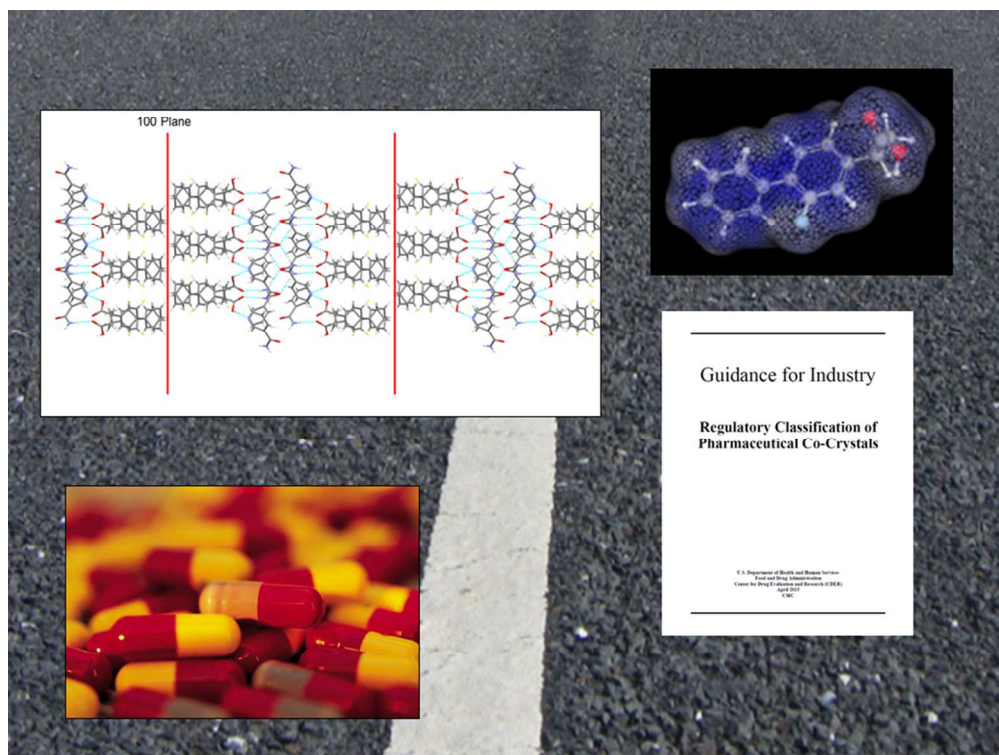 100 Plane
Guidance for Industry
Regulatory Classification of
Pharmaceutical Co-Crystals
U.S. Department of Health and Human Services
Food and Drug Administration
Center for Drug Evaluation and Research (CDER)
April 2013
CMC